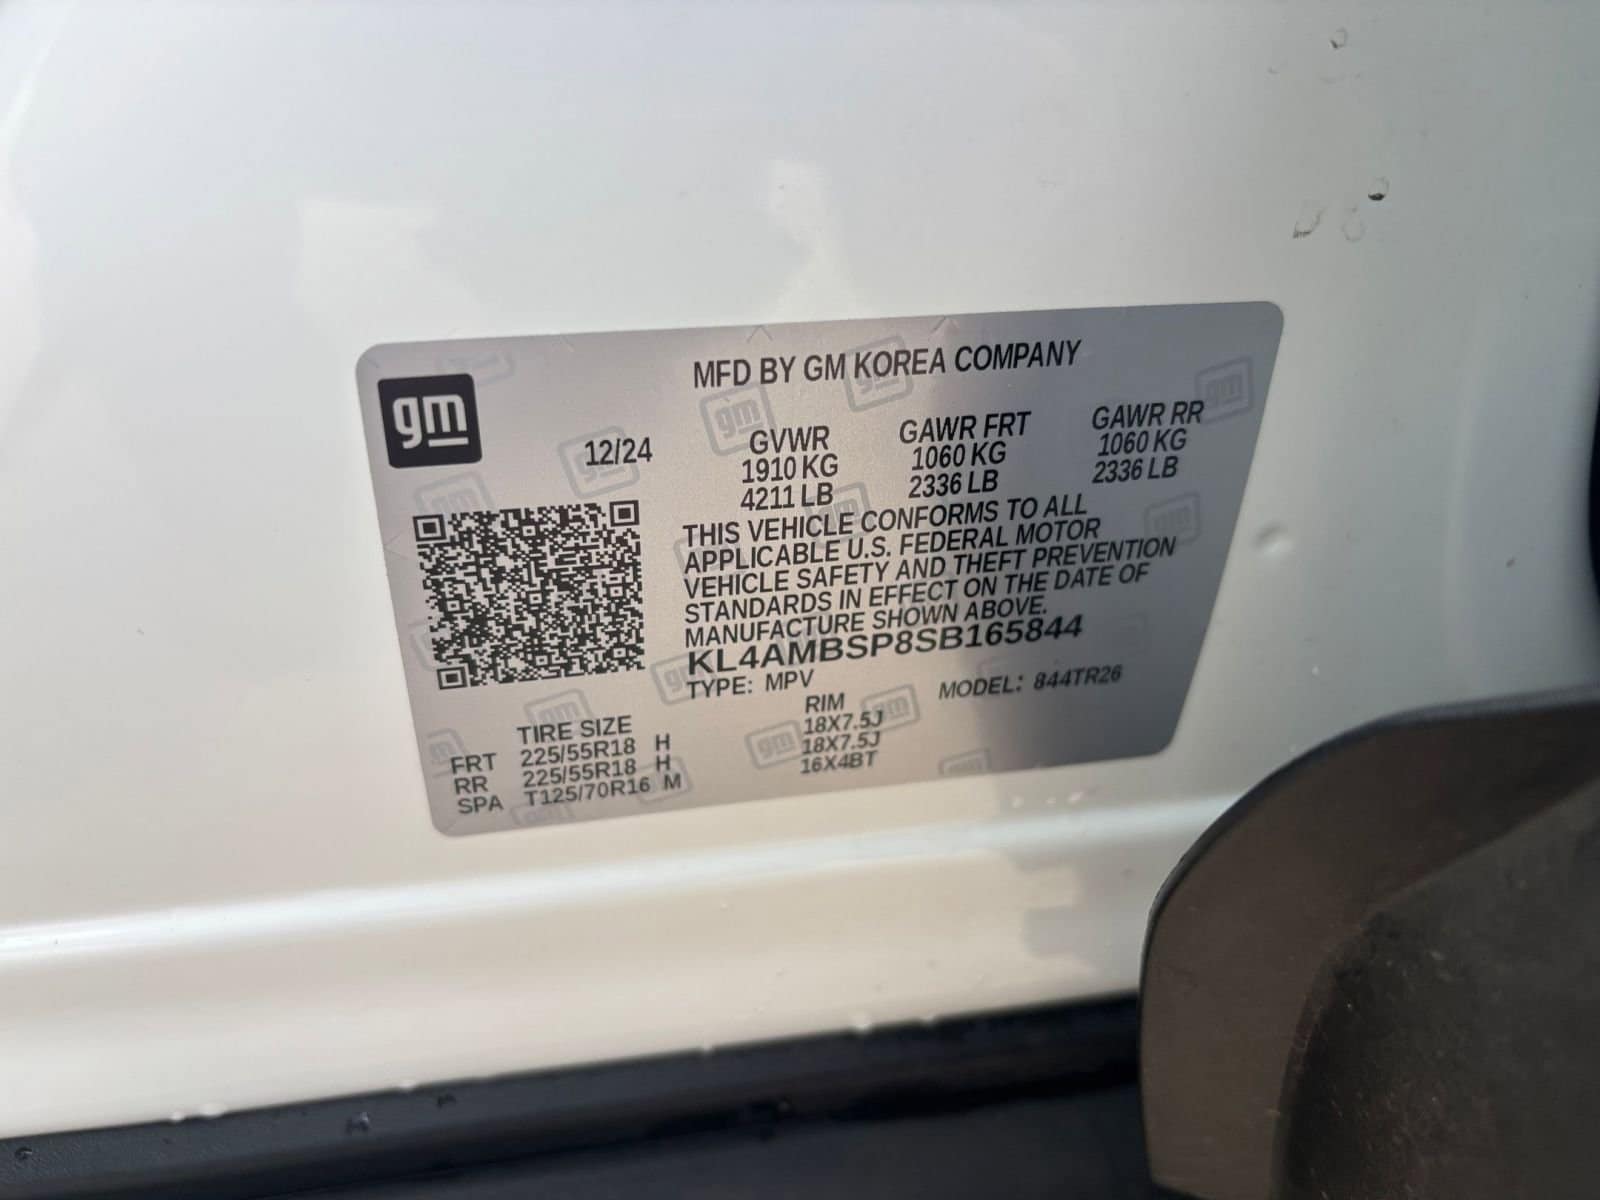 MFD BY GM KOREA COMPANY
gm
12/24
GVWR GAWR FRT GAWR RR
1910 KG 1060 KG 1060 KG
4211 LB 2336 LB 2336 LB
THIS VEHICLE CONFORMS TO ALL
APPLICABLE U.S. FEDERAL MOTOR
VEHICLE SAFETY AND THEFT PREVENTION
STANDARDS IN EFFECT ON THE DATE OF
MANUFACTURE SHOWN ABOVE.
KL4AMBSP8SB165844
TYPE: MPV MODEL: 844TR26
TIRE SIZE RIM
FRT 225/55R18 H 18X7.5J
RR 225/55R18 H 18X7.5J
SPA T125/70R16 M 16X4BT